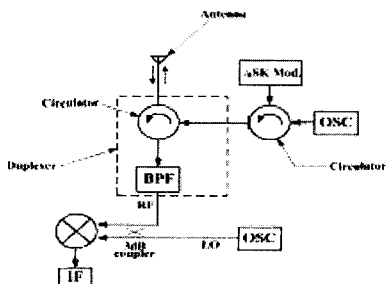 Antenna
ASK Mod.
Circulator
OSC
Duplexer
Circulator
BPF
RF
3dB
coupler
LO
OSC
IF